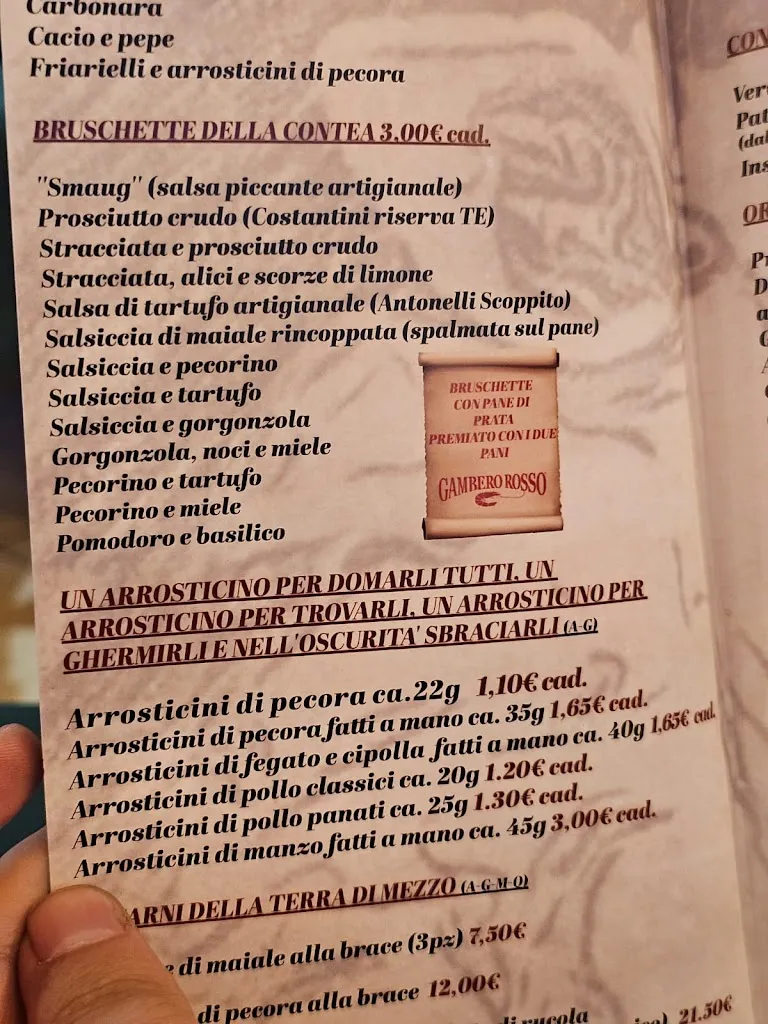 Carbonara
Cacio e pepe
Friarielli e arrosticini di pecora
BRUSCHETTE DELLA CONTEA 3,00€ cad.
"Smaug" (salsa piccante artigianale)
Prosciutto crudo (Costantini riserva TE)
Stracciata e prosciutto crudo
Stracciata, alici e scorze di limone
Salsa di tartufo artigianale (Antonelli Scoppito)
Salsiccia di maiale rincoppata (spalmata sul pane)
Salsiccia e pecorino
Salsiccia e tartufo
Salsiccia e gorgonzola
Gorgonzola, noci e miele
Pecorino e tartufo
Pecorino e miele
Pomodoro e basilico
BRUSCHETTE
CON PANE DI
PRATA
PREMIATO CON I DUE
PANI
GAMBERO ROSSO
UN ARROSTICINO PER DOMARLI TUTTI, UN
ARROSTICINO PER TROVARLI, UN ARROSTICINO PER
GHERMIRLI E NELL'OSCURITA' SBRACIARLI (A-G)
Arrosticini di pecora ca.22g 1,10€ cad.
Arrosticini di pecora fatti a mano ca. 35g 1,65€ cad.
Arrosticini di fegato e cipolla fatti a mano ca. 40g 1,65€ cad.
Arrosticini di pollo classici ca. 20g 1.20€ cad.
Arrosticini di pollo panati ca. 25g 1.30€ cad.
Arrosticini di manzo fatti a mano ca. 45g 3,00€ cad.
ARNI DELLA TERRA DI MEZZO (A-G-M-O)
e di maiale alla brace (3pz) 7,50€
di pecora alla brace 12,00€
di rucola
21.50€